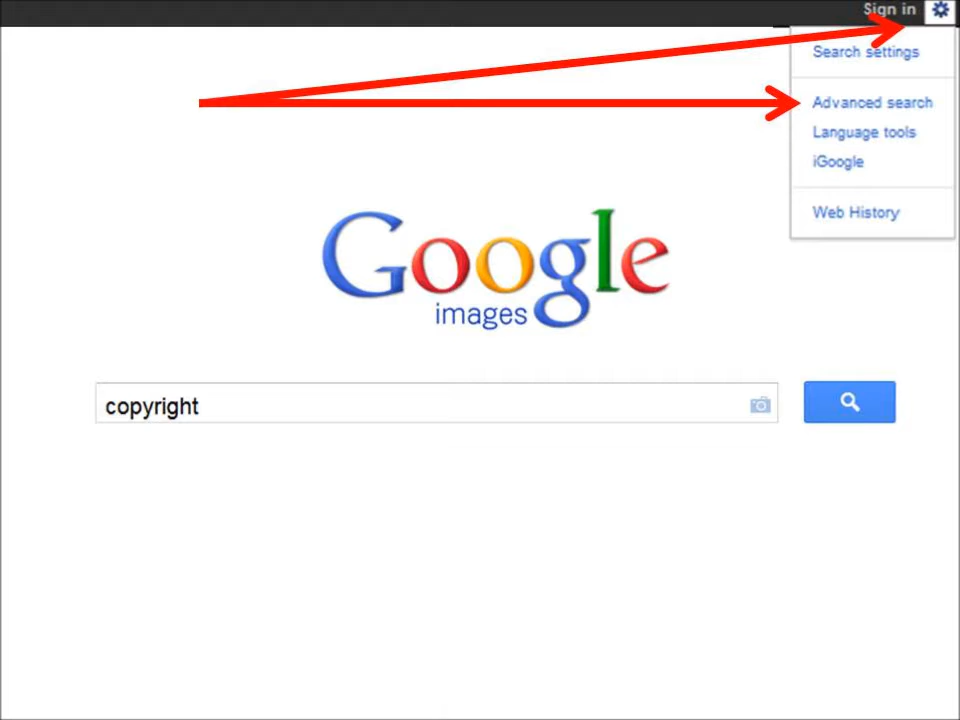 Sign in
Search settings
Advanced search
Language tools
iGoogle
Web History
Google
images
copyright